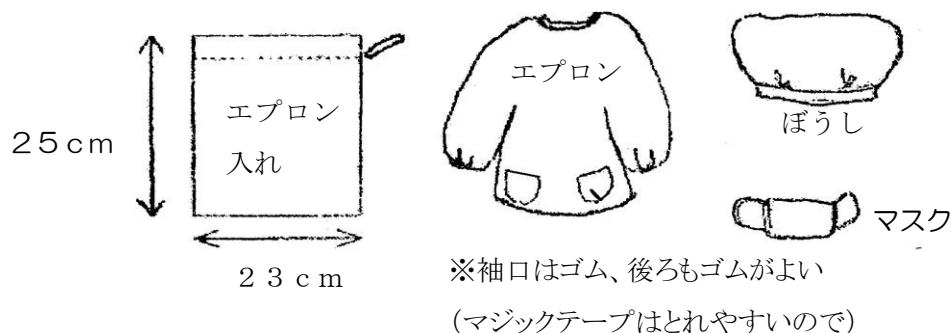 エプロン
入れ
25cm
23cm
エプロン
ぼうし
マスク
※袖口はゴム、後ろもゴムがよい
(マジックテープはとれやすいので)